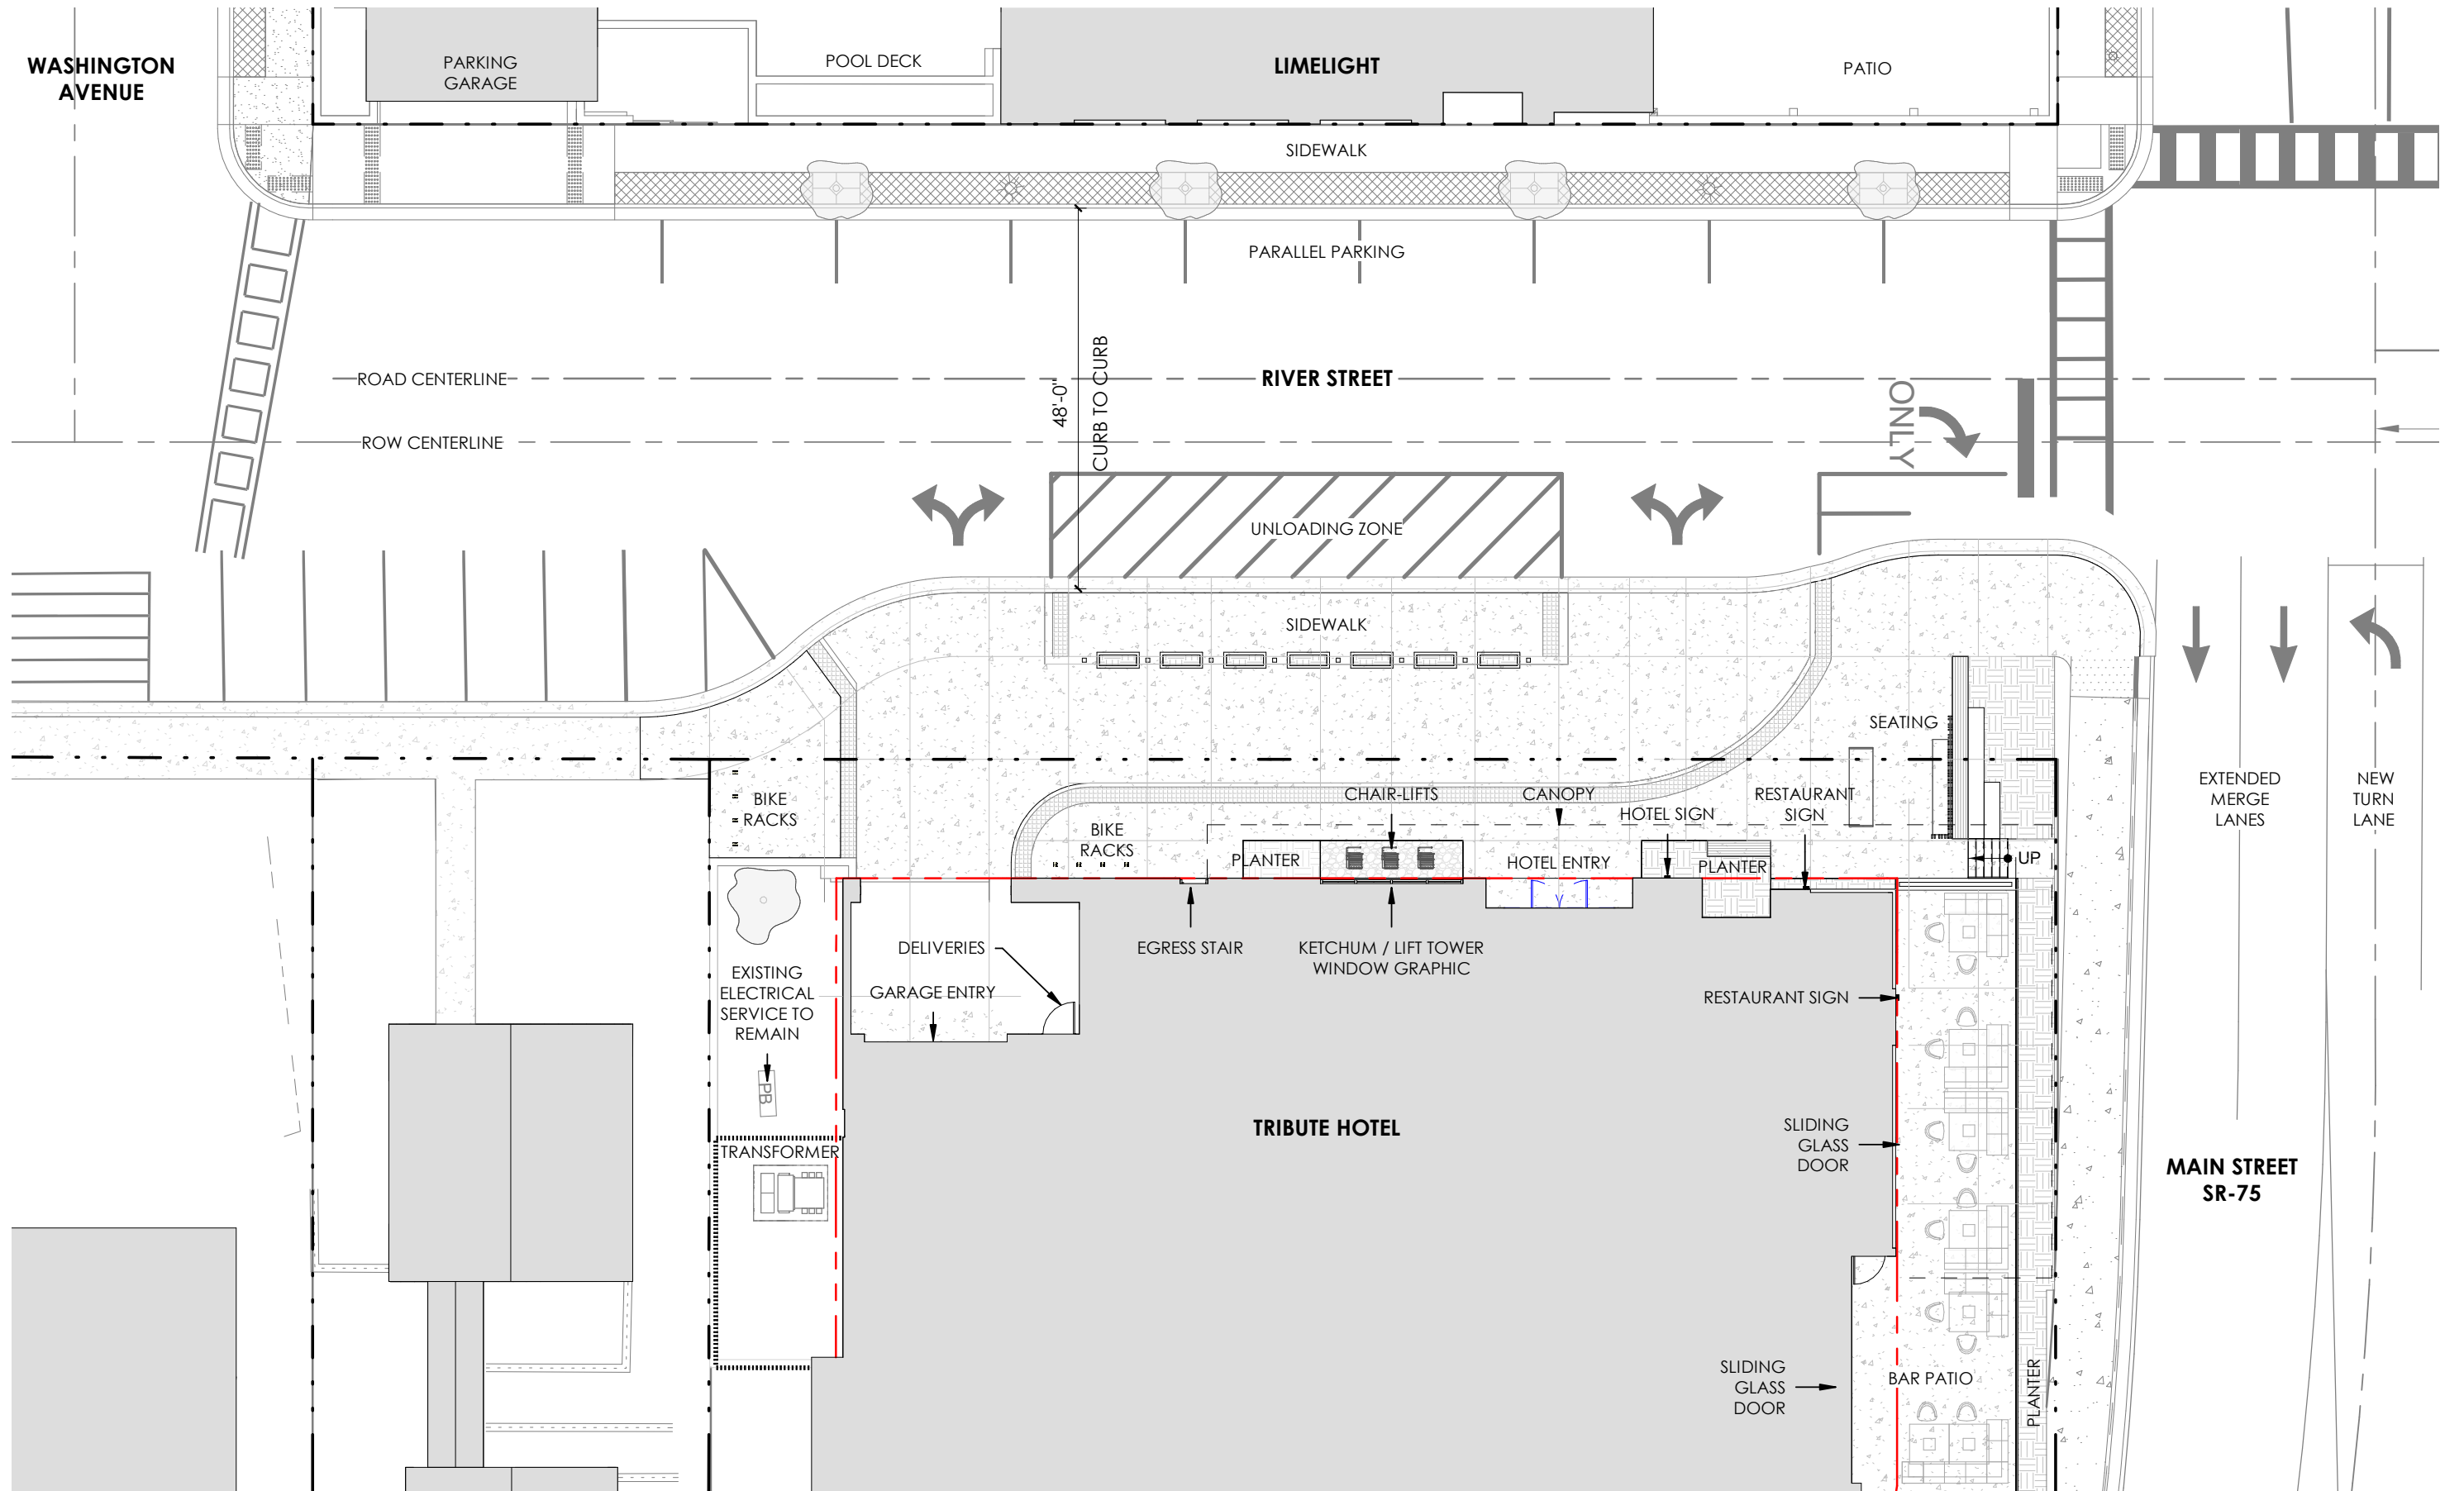 WASHINGTON
AVENUE
PARKING
GARAGE
POOL DECK
LIMELIGHT
PATIO
SIDEWALK
PARALLEL PARKING
ROAD CENTERLINE
RIVER STREET
48'-0"
CURB TO CURB
ONLY
ROW CENTERLINE
UNLOADING ZONE
SIDEWALK
SEATING
BIKE
RACKS
CHAIR-LIFTS
CANOPY
HOTEL SIGN
RESTAURANT
SIGN
EXTENDED
MERGE
LANES
NEW
TURN
LANE
BIKE
RACKS
PLANTER
HOTEL ENTRY
PLANTER
UP
DELIVERIES
EGRESS STAIR
KETCHUM / LIFT TOWER
WINDOW GRAPHIC
EXISTING
ELECTRICAL
SERVICE TO
REMAIN
GARAGE ENTRY
RESTAURANT SIGN
PB
TRIBUTE HOTEL
SLIDING
GLASS
DOOR
TRANSFORMER
MAIN STREET
SR-75
SLIDING
GLASS
DOOR
BAR PATIO
PLANTER